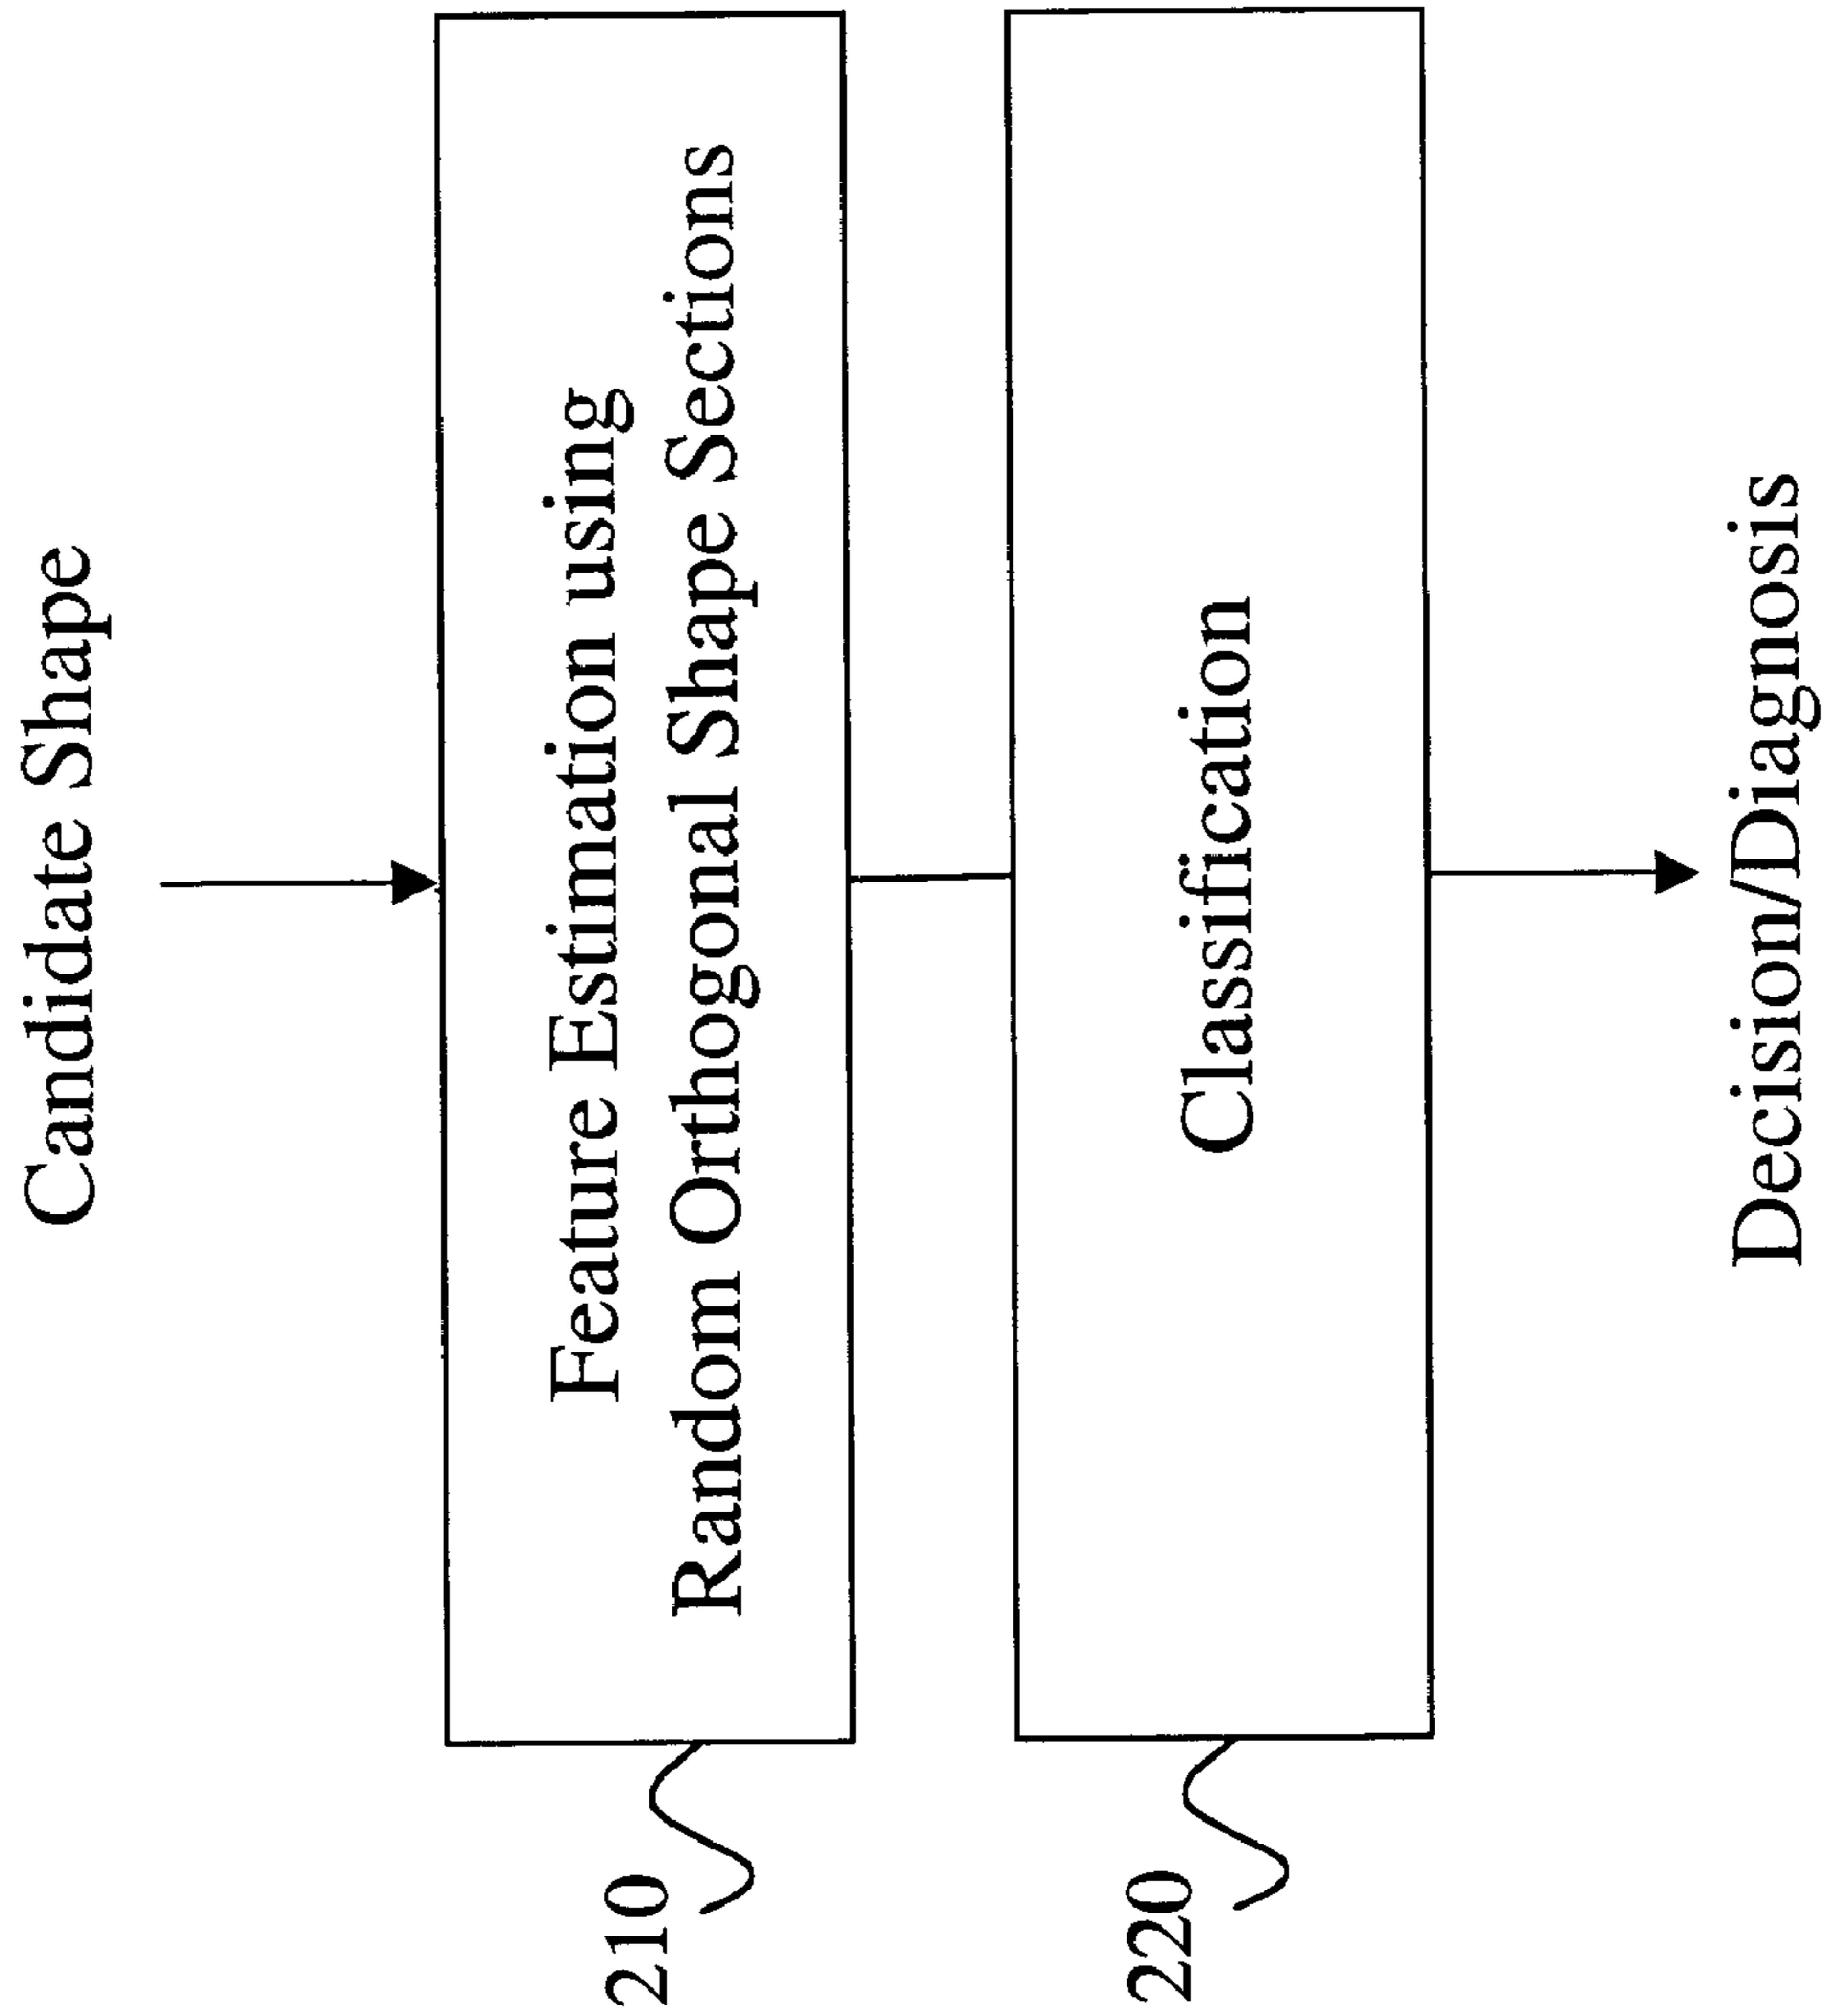 Candidate Shape
Feature Estimation using
Random Orthogonal Shape Sections
210
Classification
220
Decision/Diagnosis